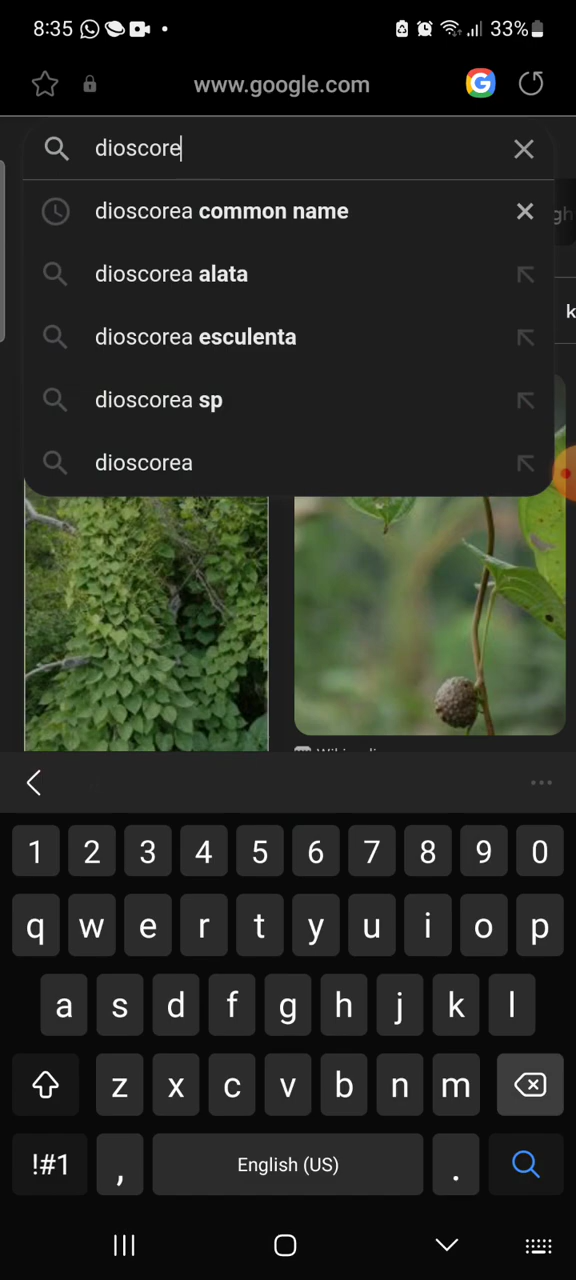 8:35
33%
www.google.com
dioscore
dioscorea common name
gh
dioscorea alata
dioscorea esculenta
k
dioscorea sp
dioscorea
1 2 3 4 5 6 7 8 9 0
q w e r t y u i o p
a s d f g h j k l
z x c v b n m
!#1 , English (US) .